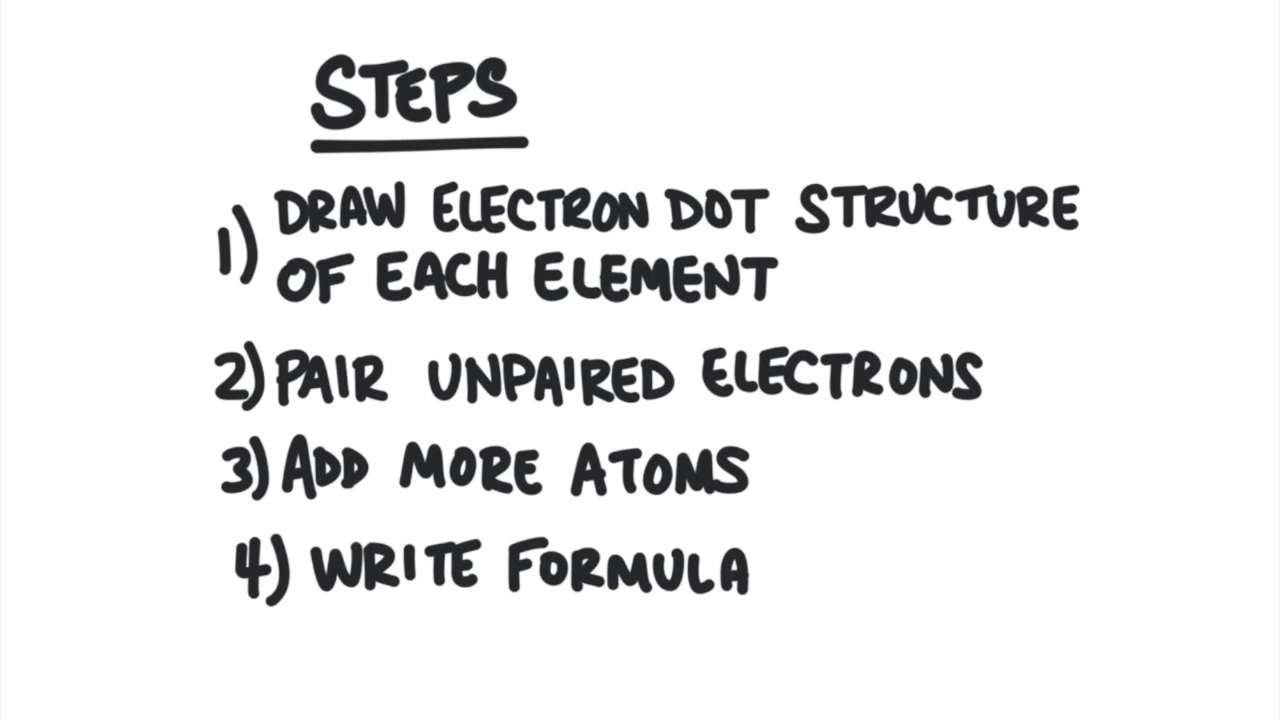 STEPS
1) DRAW ELECTRON DOT STRUCTURE
OF EACH ELEMENT
2) PAIR UNPAIRED ELECTRONS
3) ADD MORE ATOMS
4) WRITE FORMULA